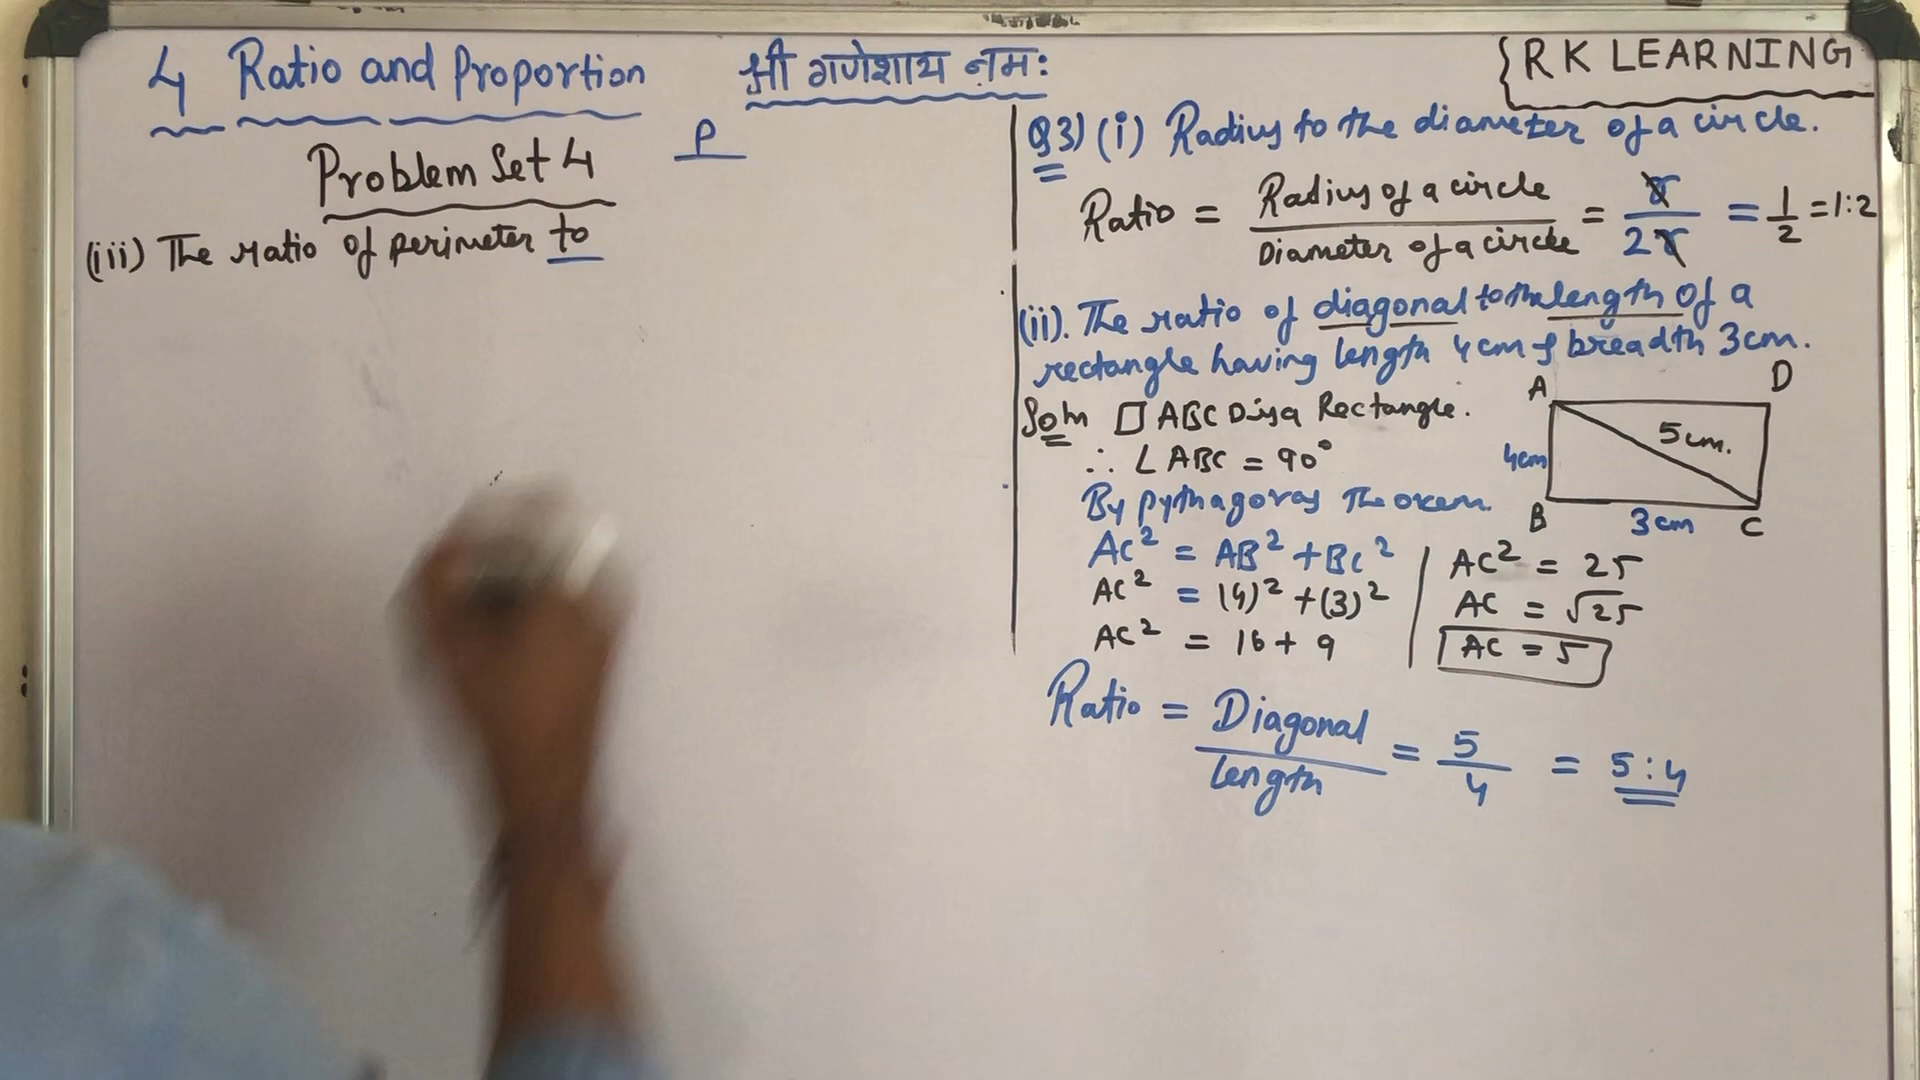 4 Ratio and Proportion
श्री गणेशाय नमः
{RK LEARNING
Problem Set 4
P
(iii) The ratio of perimeter to
Q3) (i) Radius to the diameter of a circle.
Ratio = Radius of a circle / Diameter of a circle = r / 2r = 1/2 = 1:2
(ii). The ratio of diagonal to the length of a
rectangle having length 4cm & breadth 3cm.
Soln □ ABCD is a Rectangle.
∴ ∠ABC = 90°
By pythagoras Theorem.
AC² = AB² + BC²
AC² = (4)² + (3)²
AC² = 16 + 9
AC² = 25
AC = √25
AC = 5
A
D
5cm.
4cm
B
3cm
C
Ratio = Diagonal / length = 5/4 = 5:4